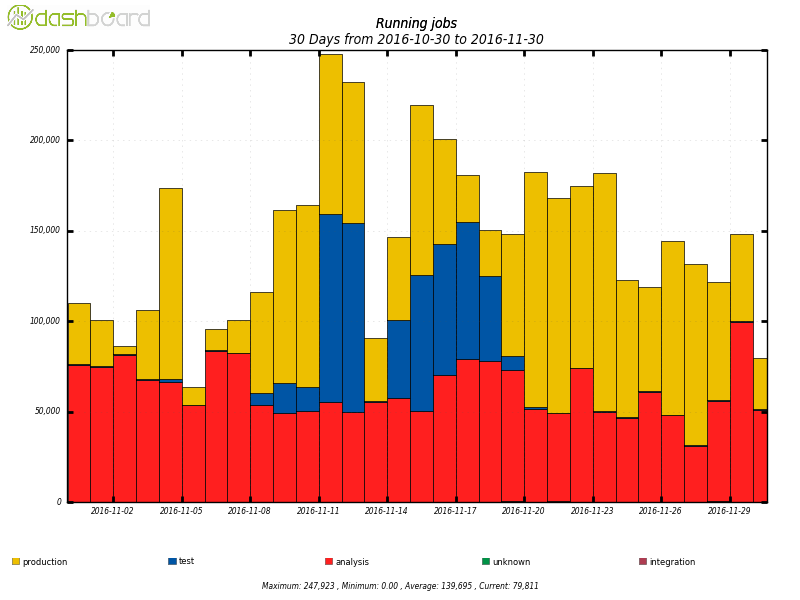 dashboard
Running jobs
30 Days from 2016-10-30 to 2016-11-30
250,000
200,000
150,000
100,000
50,000
0
2016-11-02 2016-11-05 2016-11-08 2016-11-11 2016-11-14 2016-11-17 2016-11-20 2016-11-23 2016-11-26 2016-11-29
production test analysis unknown integration
Maximum: 247,923 , Minimum: 0.00 , Average: 139,695 , Current: 79,811